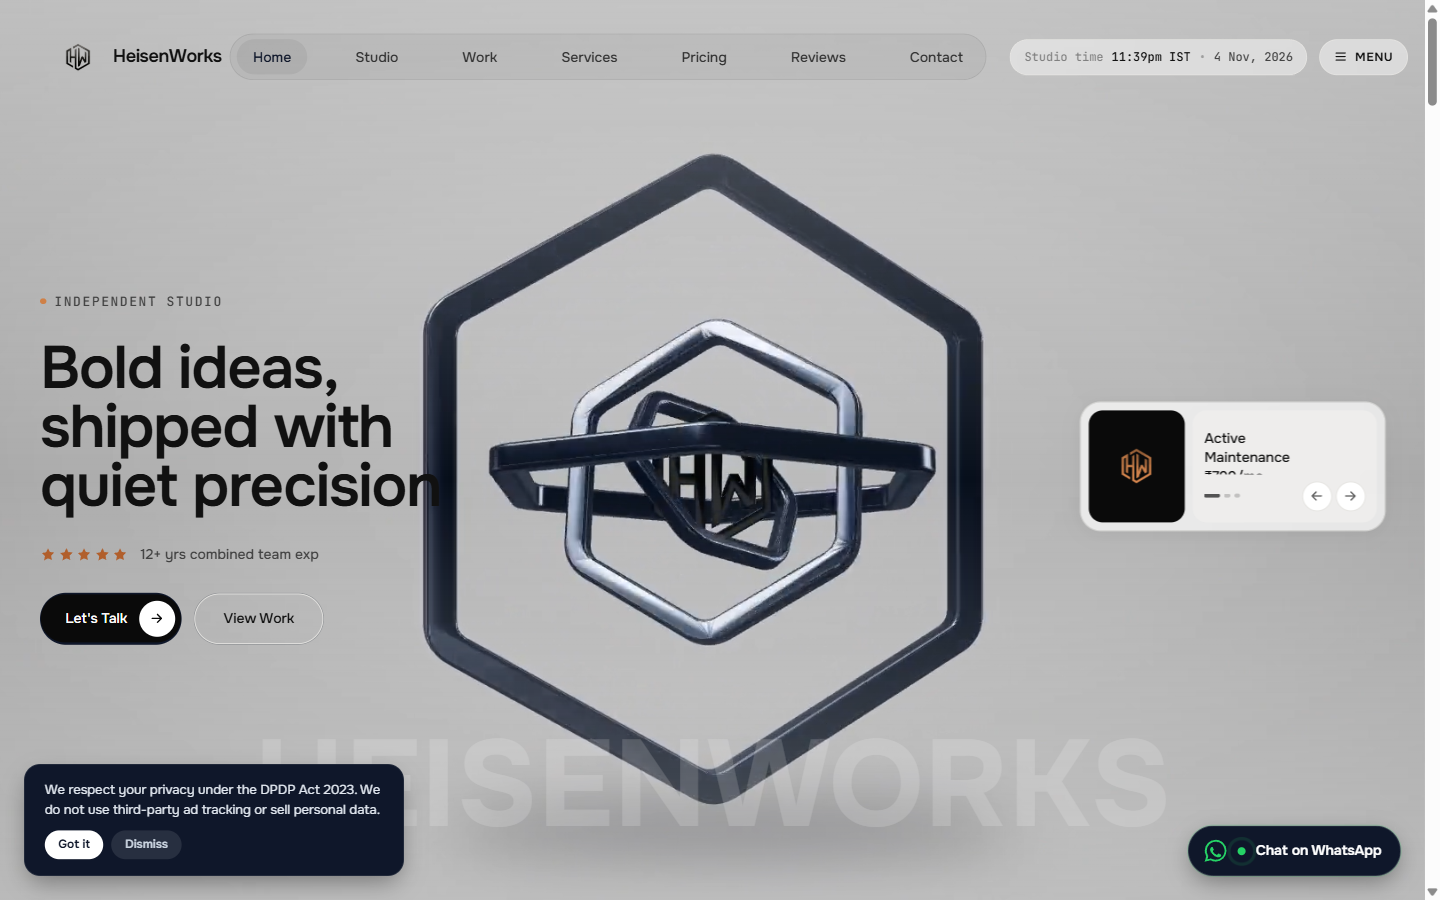 HW HeisenWorks
Home Studio Work Services Pricing Reviews Contact
Studio time 11:39pm IST • 4 Nov, 2026
MENU
INDEPENDENT STUDIO
Bold ideas,
shipped with
quiet precision
12+ yrs combined team exp
Let's Talk
View Work
HW
HW
Active
Maintenance
HEISENWORKS
We respect your privacy under the DPDP Act 2023. We
do not use third-party ad tracking or sell personal data.
Got it Dismiss
Chat on WhatsApp